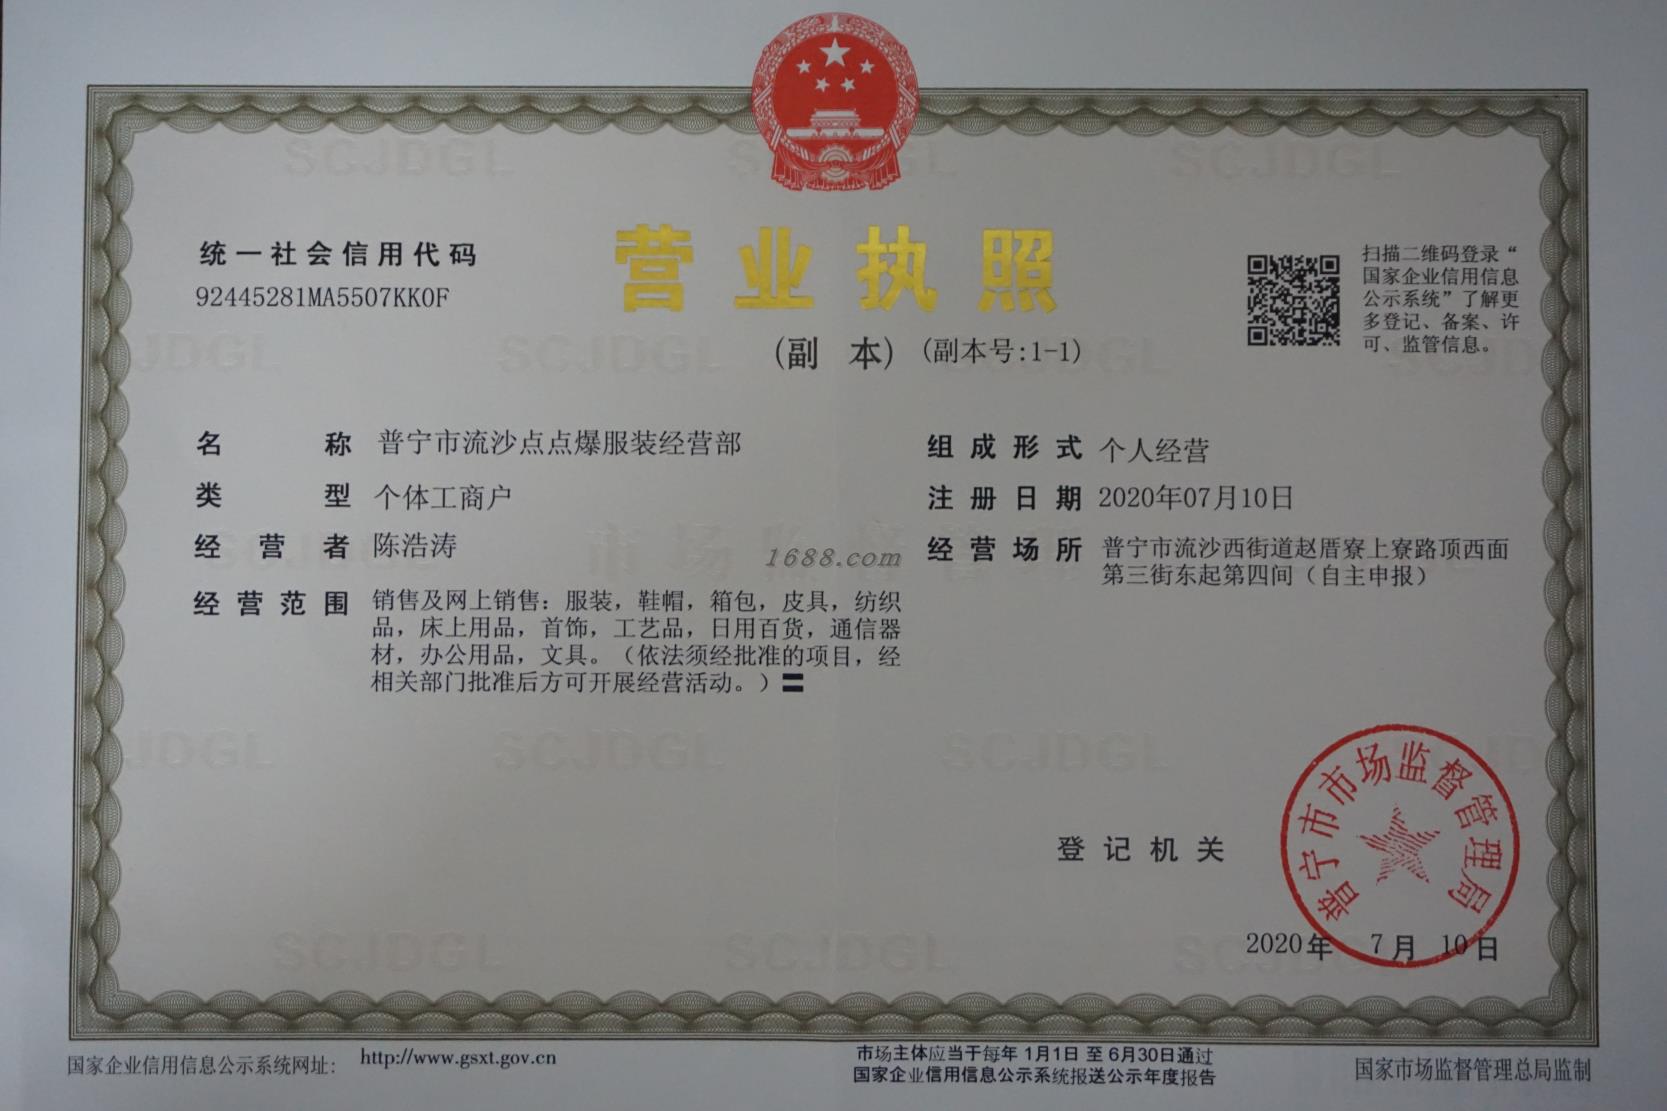 统一社会信用代码
92445281MA5507KK0F
营业执照
(副 本) (副本号:1-1)
扫描二维码登录“
国家企业信用信息
公示系统”了解更
多登记、备案、许
可、监管信息。
名 称 普宁市流沙点点爆服装经营部
类 型 个体工商户
经 营 者 陈浩涛
经 营 范 围 销售及网上销售：服装，鞋帽，箱包，皮具，纺织
品，床上用品，首饰，工艺品，日用百货，通信器
材，办公用品，文具。（依法须经批准的项目，经
相关部门批准后方可开展经营活动。）〓
组 成 形 式 个人经营
注 册 日 期 2020年07月10日
经 营 场 所 普宁市流沙西街道赵厝寮上寮路顶西面
第三街东起第四间（自主申报）
1688.com
SCJDGL
市场监督管理
登 记 机 关
普宁市市场监督管理局
2020年 7月 10日
国家企业信用信息公示系统网址: http://www.gsxt.gov.cn
市场主体应当于每年 1月1日 至 6月30日通过
国家企业信用信息公示系统报送公示年度报告
国家市场监督管理总局监制